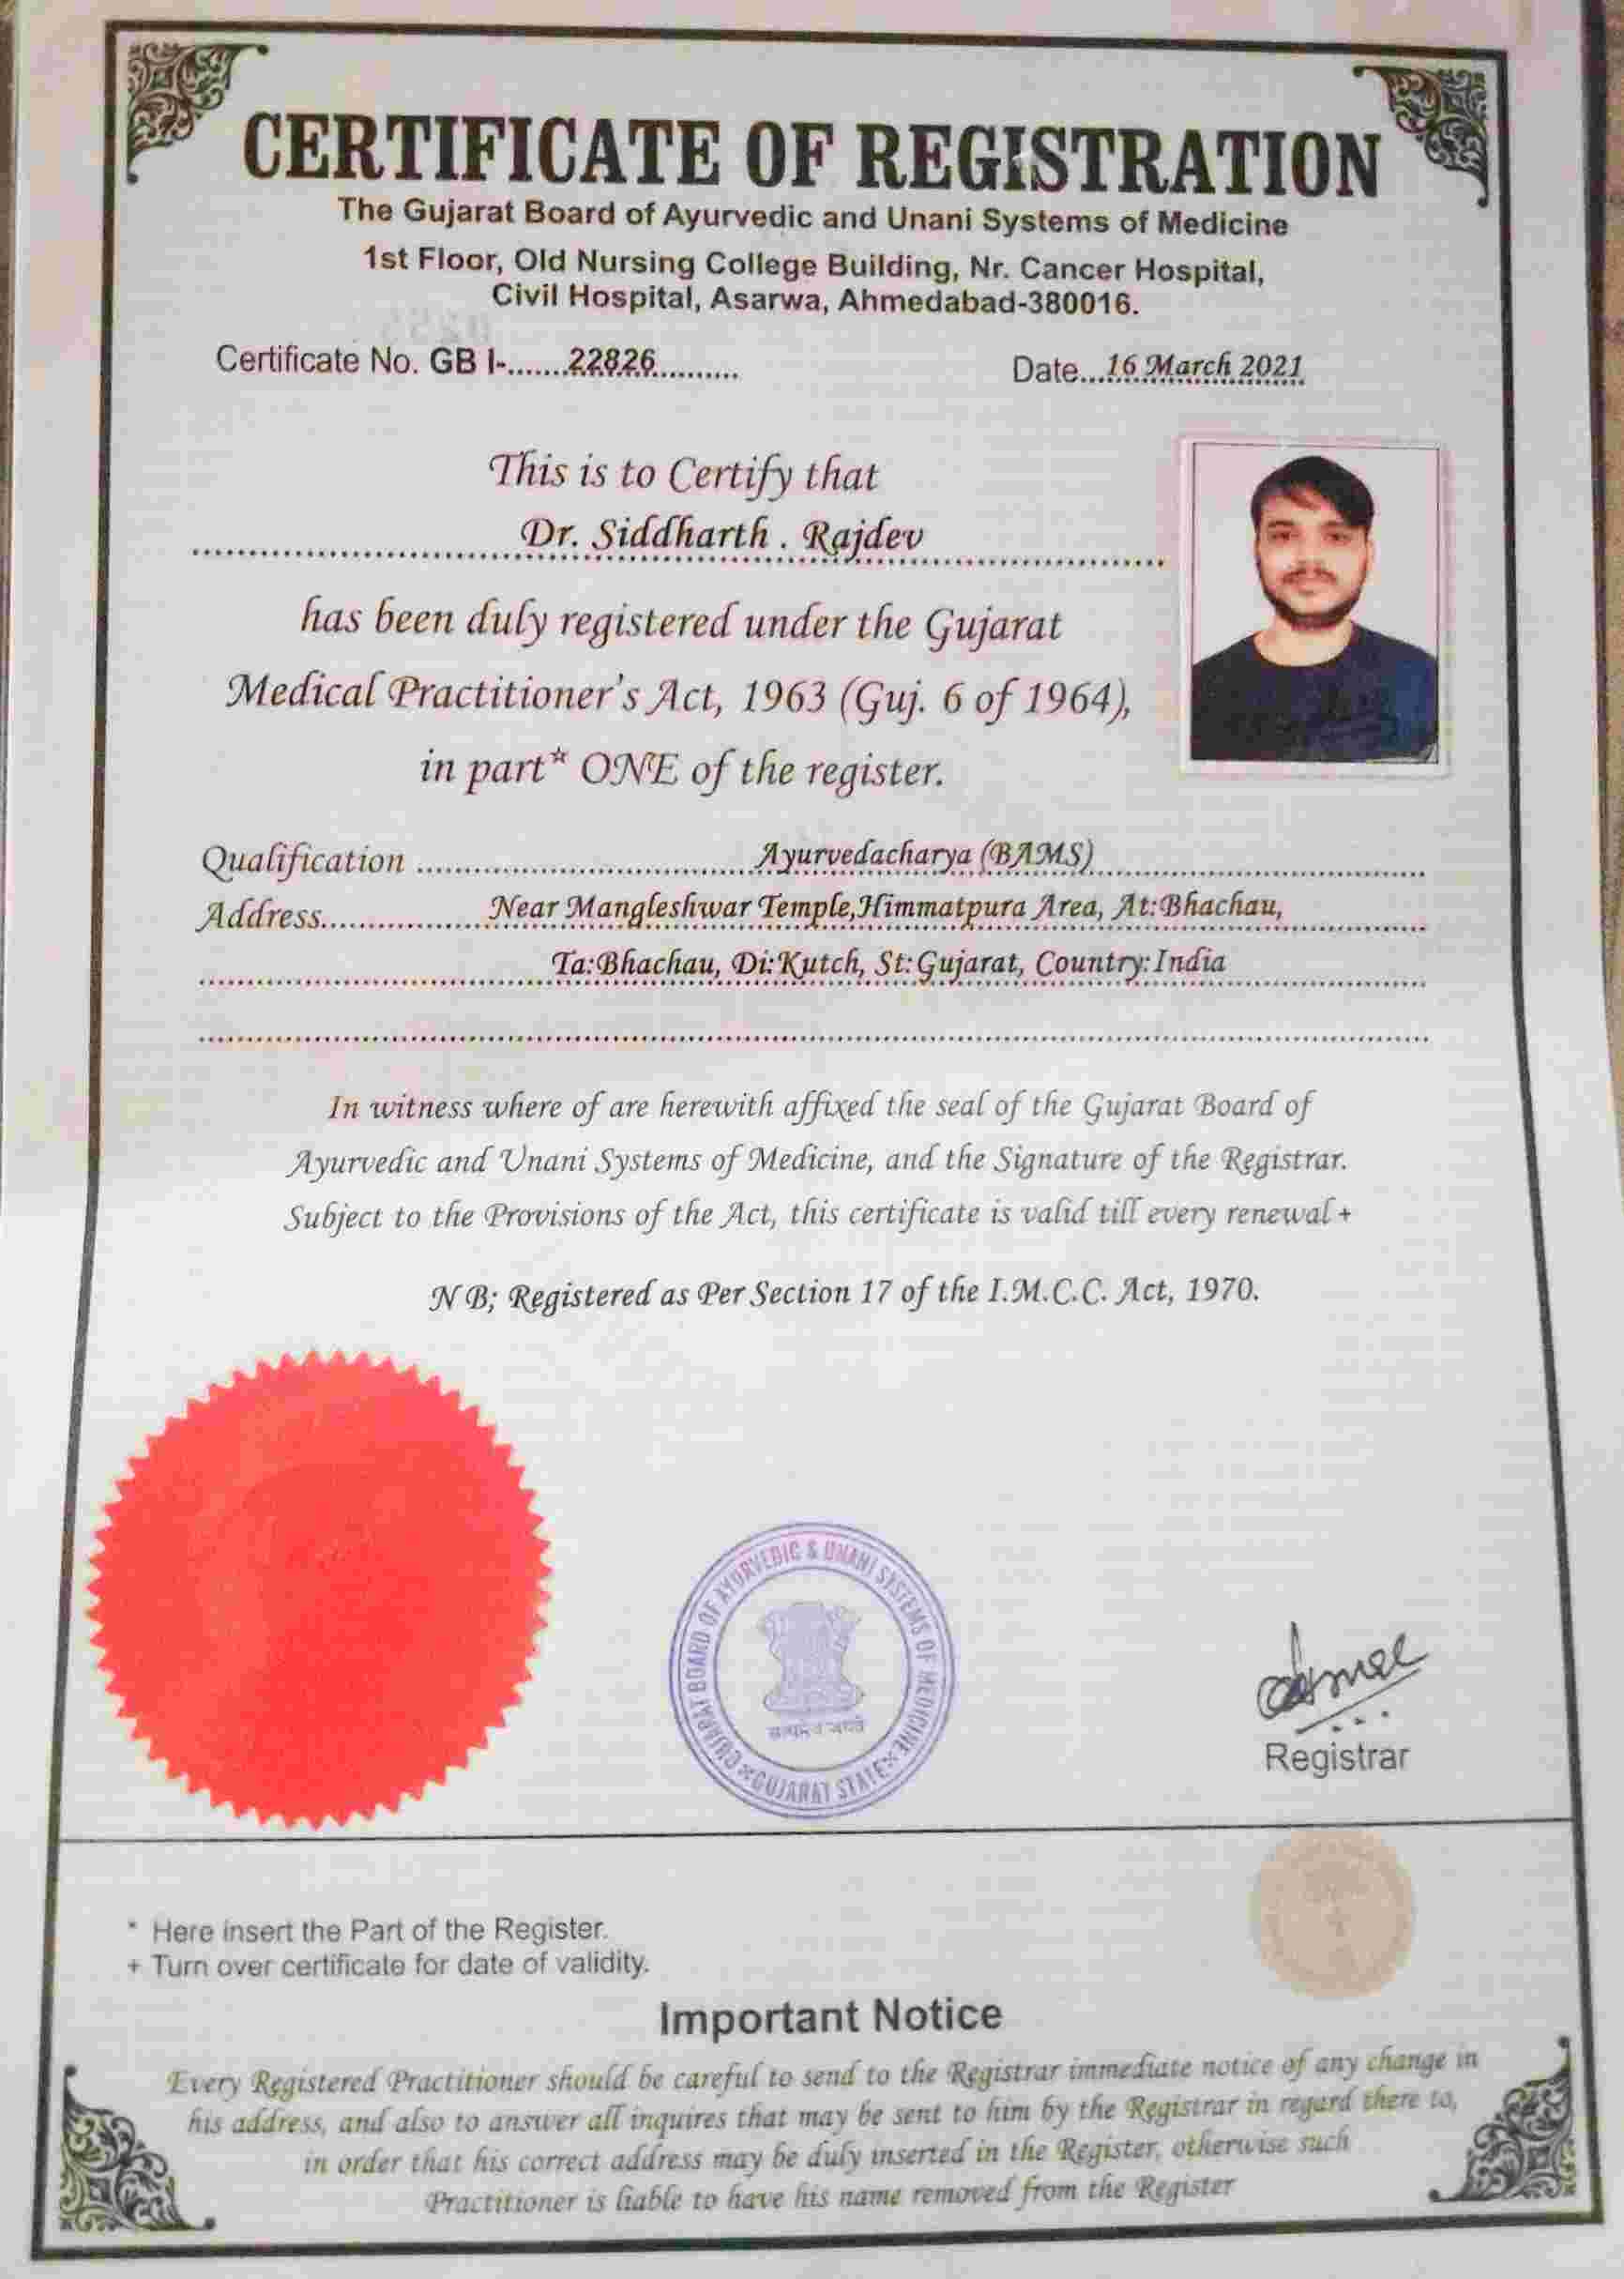 CERTIFICATE OF REGISTRATION
The Gujarat Board of Ayurvedic and Unani Systems of Medicine
1st Floor, Old Nursing College Building, Nr. Cancer Hospital,
Civil Hospital, Asarwa, Ahmedabad-380016.
Certificate No. GB I-.......22826..........
Date....16 March 2021
This is to Certify that
Dr. Siddharth . Rajdev
has been duly registered under the Gujarat
Medical Practitioner's Act, 1963 (Guj. 6 of 1964),
in part* ONE of the register.
Qualification ....................Ayurvedacharya (BAMS)....................
Address....................Near Mangleshwar Temple,Himmatpura Area, At:Bhachau,
Ta:Bhachau, Di:Kutch, St:Gujarat, Country:India
In witness where of are herewith affixed the seal of the Gujarat Board of
Ayurvedic and Unani Systems of Medicine, and the Signature of the Registrar.
Subject to the Provisions of the Act, this certificate is valid till every renewal +
N B; Registered as Per Section 17 of the I.M.C.C. Act, 1970.
GUJARAT BOARD OF AYURVEDIC & UNANI SYSTEMS OF MEDICINE
GUJARAT STATE
सत्यमेव जयते
Registrar
* Here insert the Part of the Register.
+ Turn over certificate for date of validity.
Important Notice
Every Registered Practitioner should be careful to send to the Registrar immediate notice of any change in
his address, and also to answer all inquires that may be sent to him by the Registrar in regard there to,
in order that his correct address may be duly inserted in the Register, otherwise such
Practitioner is liable to have his name removed from the Register